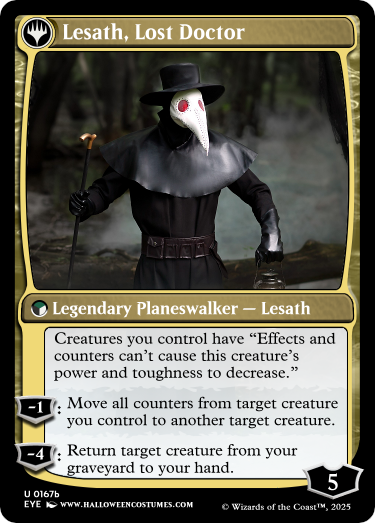 Lesath, Lost Doctor
Legendary Planeswalker — Lesath
Creatures you control have “Effects and
counters can’t cause this creature’s
power and toughness to decrease.”
-1: Move all counters from target creature
you control to another target creature.
-4: Return target creature from your
graveyard to your hand.
5
U 0167b
EYE WWW.HALLOWEENCOSTUMES.COM © Wizards of the Coast™, 2025